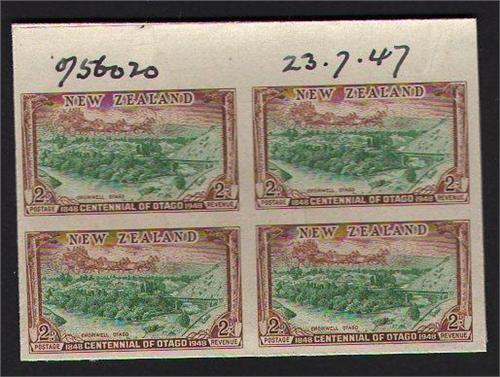 956020 23.7.47
NEW ZEALAND NEW ZEALAND
CROMWELL OTAGO CROMWELL OTAGO
2D 2D 2D 2D
POSTAGE 1848 CENTENNIAL OF OTAGO 1948 REVENUE POSTAGE 1848 CENTENNIAL OF OTAGO 1948 REVENUE
NEW ZEALAND NEW ZEALAND
CROMWELL OTAGO CROMWELL OTAGO
2D 2D 2D 2D
POSTAGE 1848 CENTENNIAL OF OTAGO 1948 REVENUE POSTAGE 1848 CENTENNIAL OF OTAGO 1948 REVENUE